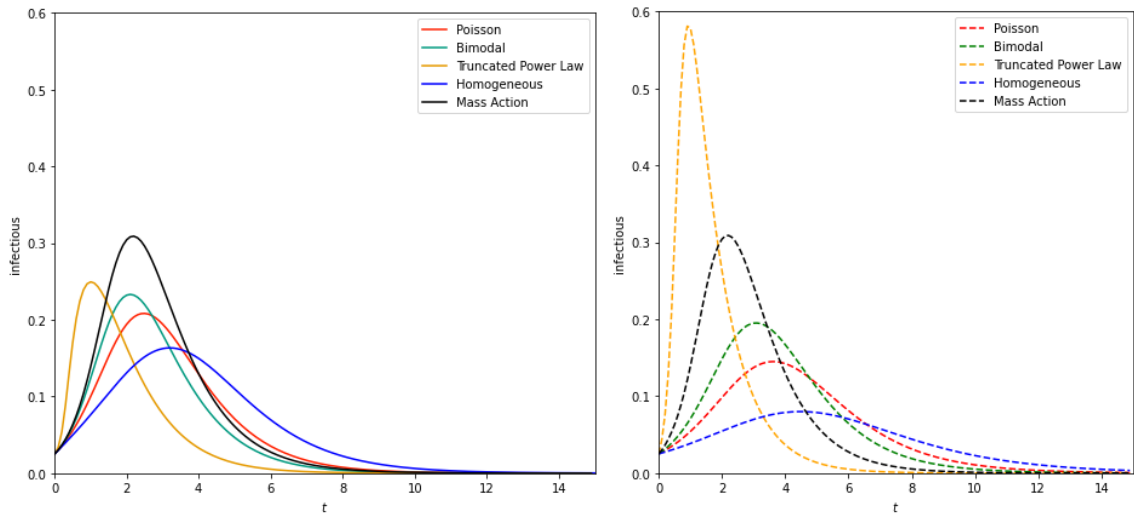 0.6
0.5
0.4
0.3
0.2
0.1
0.0
infectious
0 2 4 6 8 10 12 14
t
Poisson
Bimodal
Truncated Power Law
Homogeneous
Mass Action
0.6
0.5
0.4
0.3
0.2
0.1
0.0
infectious
0 2 4 6 8 10 12 14
t
Poisson
Bimodal
Truncated Power Law
Homogeneous
Mass Action